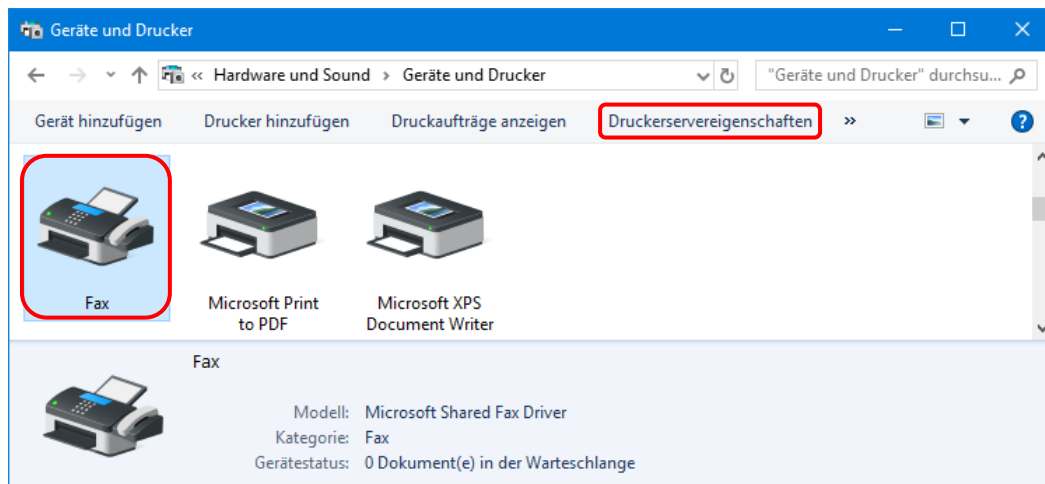 Geräte und Drucker
« Hardware und Sound › Geräte und Drucker "Geräte und Drucker" durchsu...
Gerät hinzufügen Drucker hinzufügen Druckaufträge anzeigen Druckerservereigenschaften »
Fax
Microsoft Print
to PDF
Microsoft XPS
Document Writer
Fax
Modell: Microsoft Shared Fax Driver
Kategorie: Fax
Gerätestatus: 0 Dokument(e) in der Warteschlange